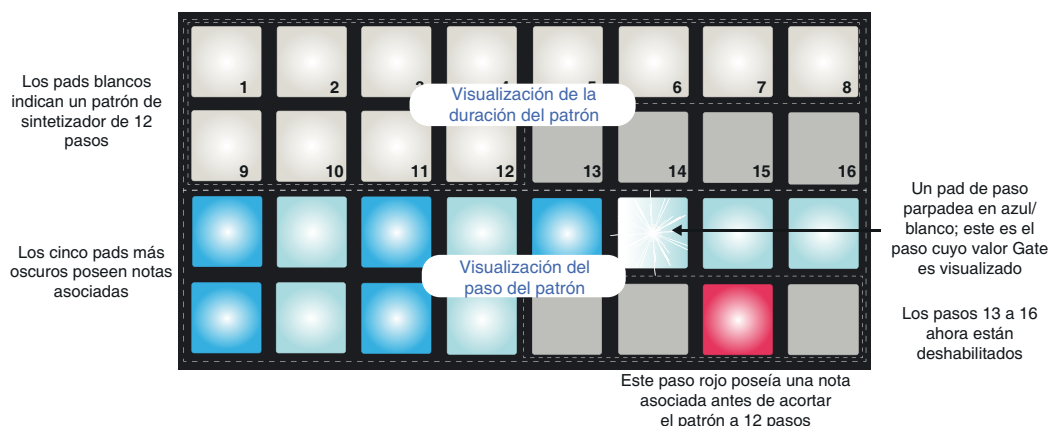 Los pads blancos
indican un patrón de
sintetizador de 12
pasos
1 2 3 4 5 6 7 8
Visualización de la
duración del patrón
9 10 11 12 13 14 15 16
Los cinco pads más
oscuros poseen notas
asociadas
Visualización del
paso del patrón
Un pad de paso
parpadea en azul/
blanco; este es el
paso cuyo valor Gate
es visualizado
Los pasos 13 a 16
ahora están
deshabilitados
Este paso rojo poseía una nota
asociada antes de acortar
el patrón a 12 pasos